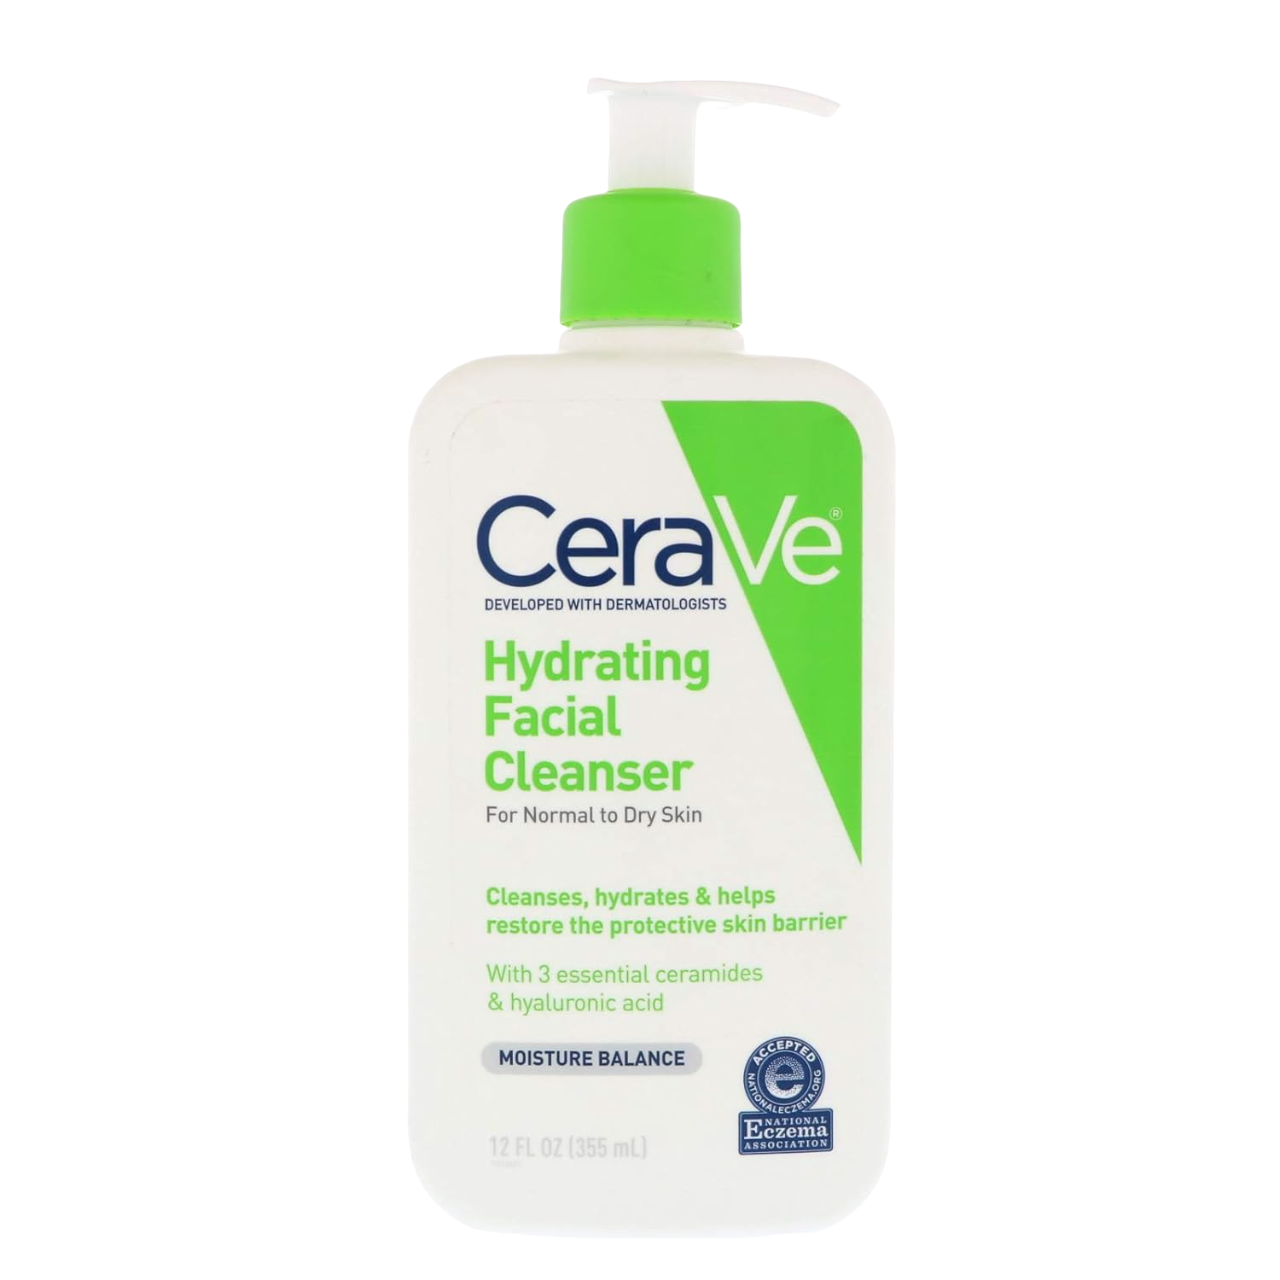 CeraVe®
DEVELOPED WITH DERMATOLOGISTS
Hydrating
Facial
Cleanser
For Normal to Dry Skin
Cleanses, hydrates & helps
restore the protective skin barrier
With 3 essential ceramides
& hyaluronic acid
MOISTURE BALANCE
ACCEPTED
NATIONALECZEMA.ORG
e
NATIONAL
Eczema
ASSOCIATION
12 FL OZ (355 mL)